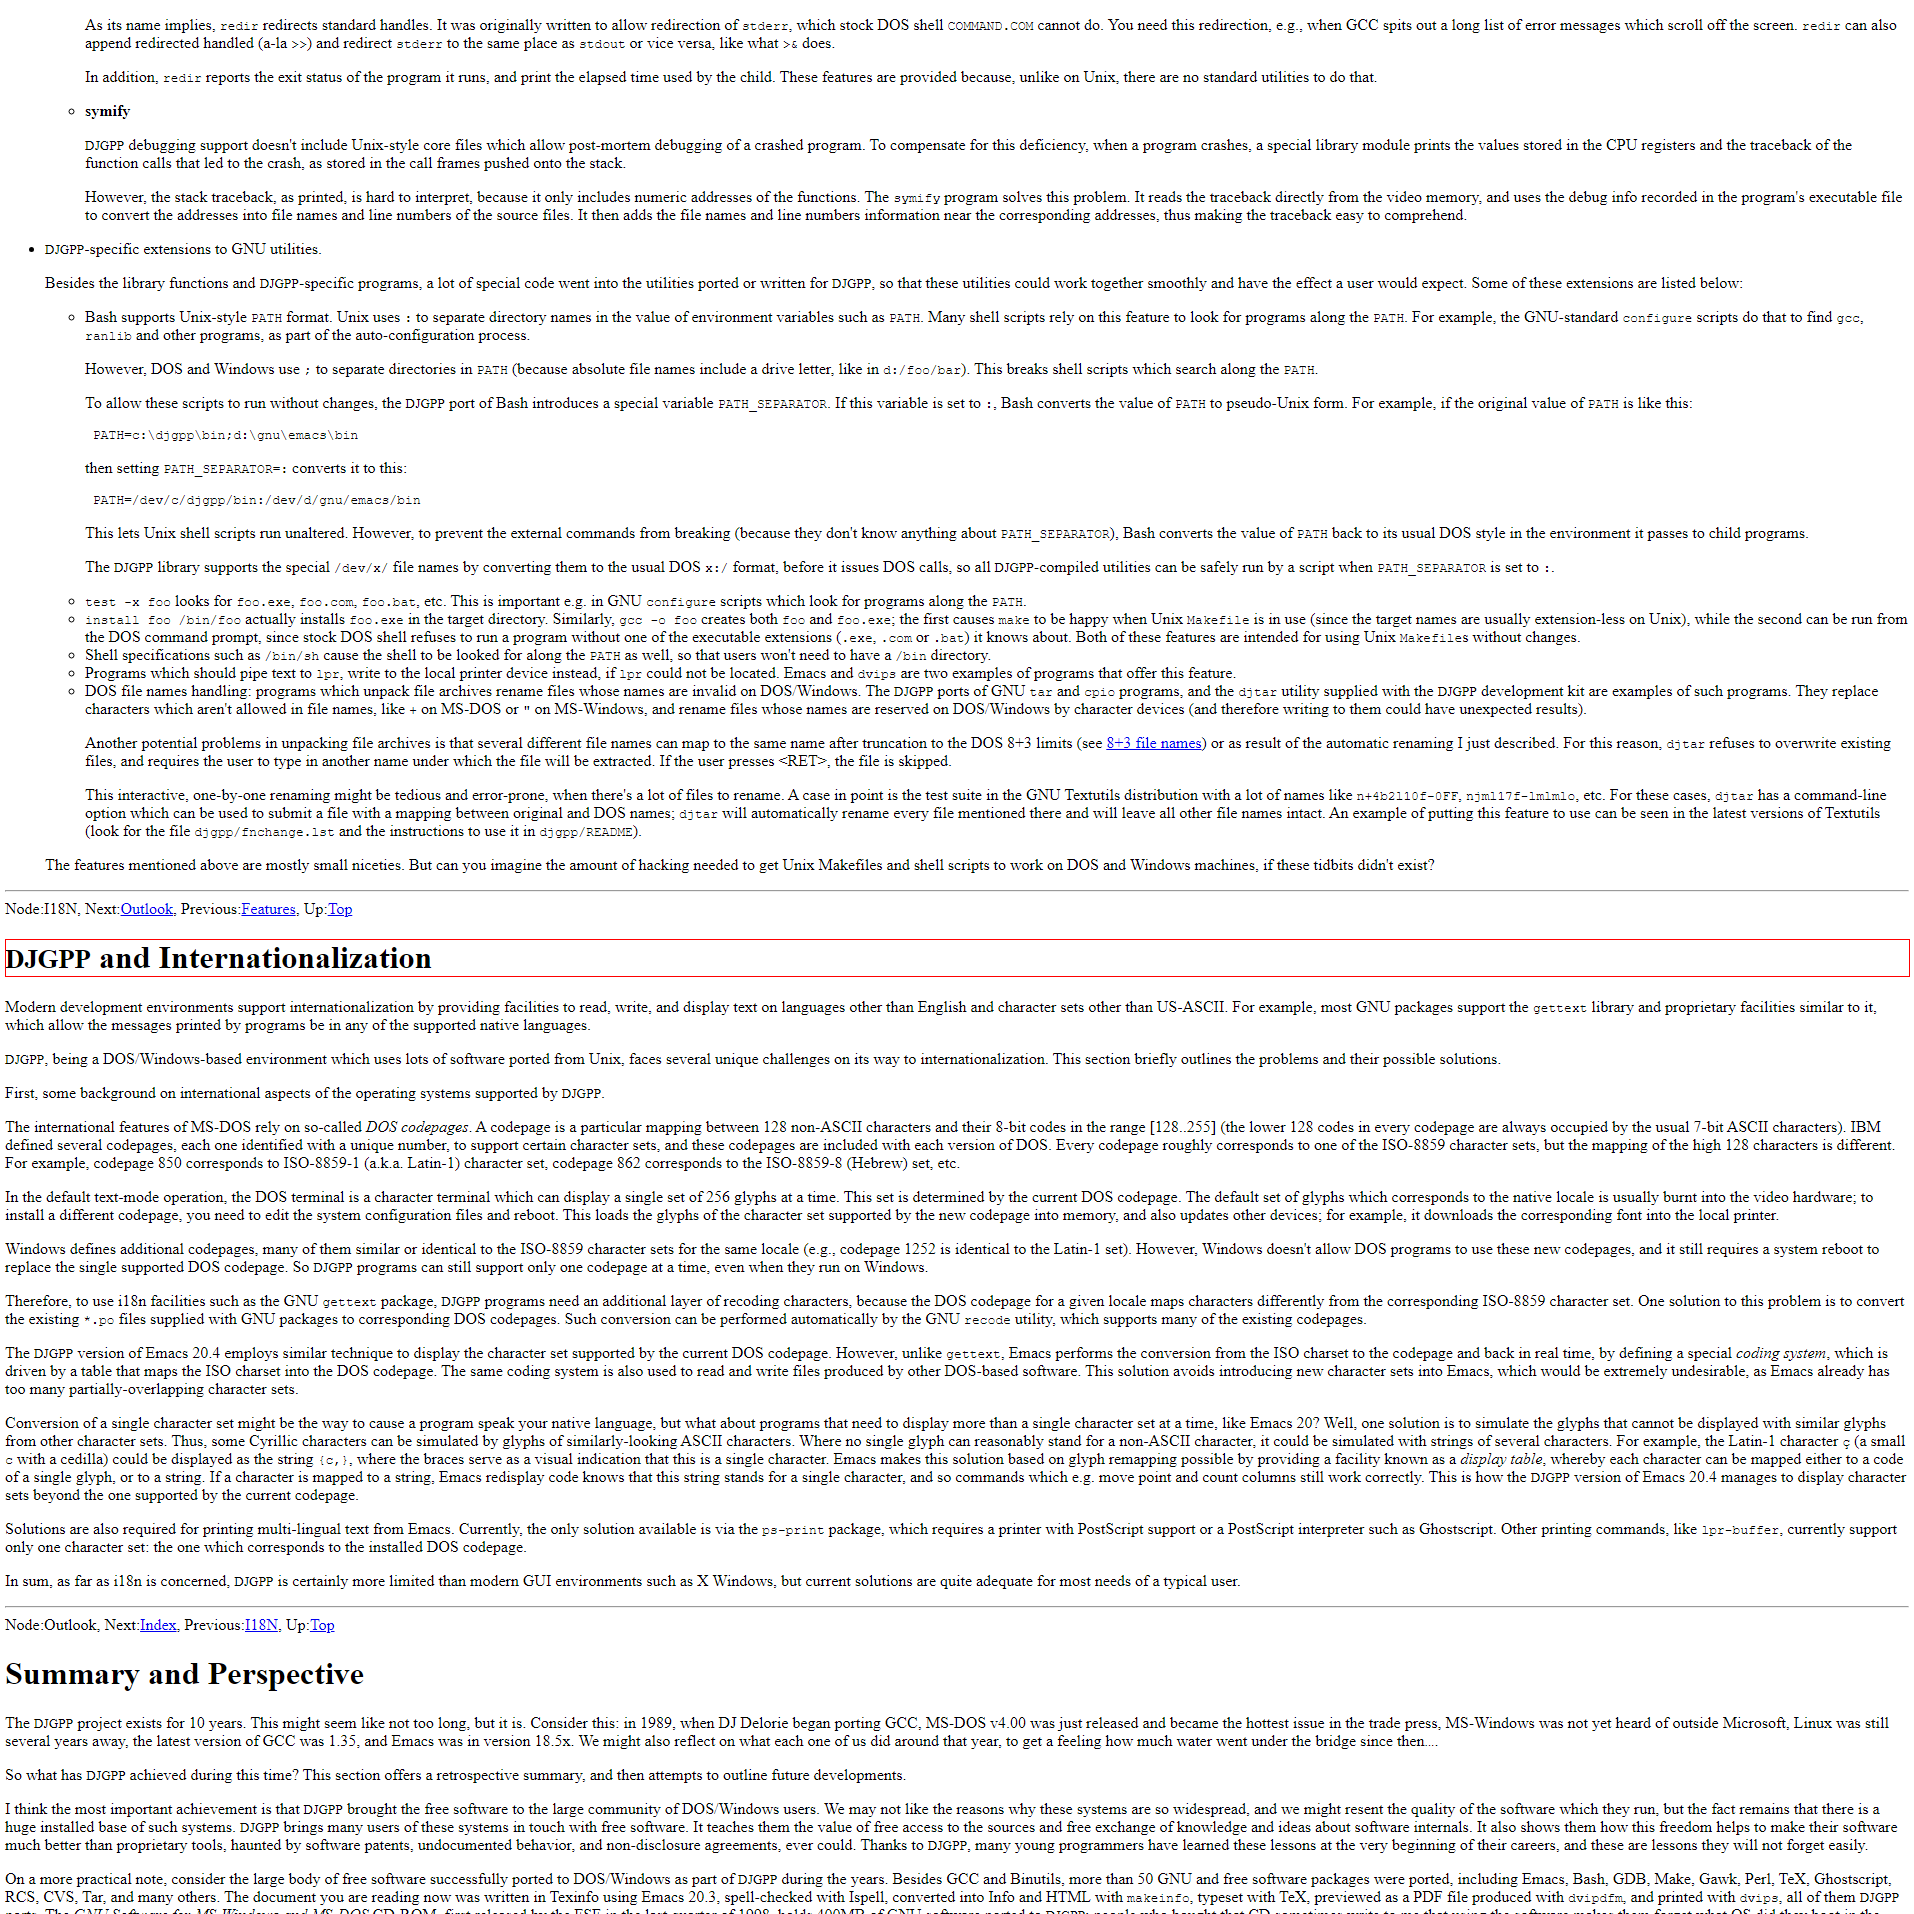 As its name implies, redir redirects standard handles. It was originally written to allow redirection of stderr, which stock DOS shell COMMAND.COM cannot do. You need this redirection, e.g., when GCC spits out a long list of error messages which scroll off the screen. redir can also
append redirected handled (a-la >>) and redirect stderr to the same place as stdout or vice versa, like what >& does.
In addition, redir reports the exit status of the program it runs, and print the elapsed time used by the child. These features are provided because, unlike on Unix, there are no standard utilities to do that.
symify
DJGPP debugging support doesn't include Unix-style core files which allow post-mortem debugging of a crashed program. To compensate for this deficiency, when a program crashes, a special library module prints the values stored in the CPU registers and the traceback of the
function calls that led to the crash, as stored in the call frames pushed onto the stack.
However, the stack traceback, as printed, is hard to interpret, because it only includes numeric addresses of the functions. The symify program solves this problem. It reads the traceback directly from the video memory, and uses the debug info recorded in the program's executable file
to convert the addresses into file names and line numbers of the source files. It then adds the file names and line numbers information near the corresponding addresses, thus making the traceback easy to comprehend.
DJGPP-specific extensions to GNU utilities.
Besides the library functions and DJGPP-specific programs, a lot of special code went into the utilities ported or written for DJGPP, so that these utilities could work together smoothly and have the effect a user would expect. Some of these extensions are listed below:
Bash supports Unix-style PATH format. Unix uses : to separate directory names in the value of environment variables such as PATH. Many shell scripts rely on this feature to look for programs along the PATH. For example, the GNU-standard configure scripts do that to find gcc,
ranlib and other programs, as part of the auto-configuration process.
However, DOS and Windows use ; to separate directories in PATH (because absolute file names include a drive letter, like in d:/foo/bar). This breaks shell scripts which search along the PATH.
To allow these scripts to run without changes, the DJGPP port of Bash introduces a special variable PATH_SEPARATOR. If this variable is set to :, Bash converts the value of PATH to pseudo-Unix form. For example, if the original value of PATH is like this:
PATH=c:\djgpp\bin;d:\gnu\emacs\bin
then setting PATH_SEPARATOR=: converts it to this:
PATH=/dev/c/djgpp/bin:/dev/d/gnu/emacs/bin
This lets Unix shell scripts run unaltered. However, to prevent the external commands from breaking (because they don't know anything about PATH_SEPARATOR), Bash converts the value of PATH back to its usual DOS style in the environment it passes to child programs.
The DJGPP library supports the special /dev/x/ file names by converting them to the usual DOS x:/ format, before it issues DOS calls, so all DJGPP-compiled utilities can be safely run by a script when PATH_SEPARATOR is set to :.
test -x foo looks for foo.exe, foo.com, foo.bat, etc. This is important e.g. in GNU configure scripts which look for programs along the PATH.
install foo /bin/foo actually installs foo.exe in the target directory. Similarly, gcc -o foo creates both foo and foo.exe; the first causes make to be happy when Unix Makefile is in use (since the target names are usually extension-less on Unix), while the second can be run from
the DOS command prompt, since stock DOS shell refuses to run a program without one of the executable extensions (.exe, .com or .bat) it knows about. Both of these features are intended for using Unix Makefiles without changes.
Shell specifications such as /bin/sh cause the shell to be looked for along the PATH as well, so that users won't need to have a /bin directory.
Programs which should pipe text to lpr, write to the local printer device instead, if lpr could not be located. Emacs and dvips are two examples of programs that offer this feature.
DOS file names handling: programs which unpack file archives rename files whose names are invalid on DOS/Windows. The DJGPP ports of GNU tar and cpio programs, and the djtar utility supplied with the DJGPP development kit are examples of such programs. They replace
characters which aren't allowed in file names, like + on MS-DOS or " on MS-Windows, and rename files whose names are reserved on DOS/Windows by character devices (and therefore writing to them could have unexpected results).
Another potential problems in unpacking file archives is that several different file names can map to the same name after truncation to the DOS 8+3 limits (see 8+3 file names) or as result of the automatic renaming I just described. For this reason, djtar refuses to overwrite existing
files, and requires the user to type in another name under which the file will be extracted. If the user presses <RET>, the file is skipped.
This interactive, one-by-one renaming might be tedious and error-prone, when there's a lot of files to rename. A case in point is the test suite in the GNU Textutils distribution with a lot of names like n+4b2l10f-0FF, njml17f-lmlmlo, etc. For these cases, djtar has a command-line
option which can be used to submit a file with a mapping between original and DOS names; djtar will automatically rename every file mentioned there and will leave all other file names intact. An example of putting this feature to use can be seen in the latest versions of Textutils
(look for the file djgpp/fnchange.lst and the instructions to use it in djgpp/README).
The features mentioned above are mostly small niceties. But can you imagine the amount of hacking needed to get Unix Makefiles and shell scripts to work on DOS and Windows machines, if these tidbits didn't exist?
Node:I18N, Next:Outlook, Previous:Features, Up:Top
DJGPP and Internationalization
Modern development environments support internationalization by providing facilities to read, write, and display text on languages other than English and character sets other than US-ASCII. For example, most GNU packages support the gettext library and proprietary facilities similar to it,
which allow the messages printed by programs be in any of the supported native languages.
DJGPP, being a DOS/Windows-based environment which uses lots of software ported from Unix, faces several unique challenges on its way to internationalization. This section briefly outlines the problems and their possible solutions.
First, some background on international aspects of the operating systems supported by DJGPP.
The international features of MS-DOS rely on so-called DOS codepages. A codepage is a particular mapping between 128 non-ASCII characters and their 8-bit codes in the range [128..255] (the lower 128 codes in every codepage are always occupied by the usual 7-bit ASCII characters). IBM
defined several codepages, each one identified with a unique number, to support certain character sets, and these codepages are included with each version of DOS. Every codepage roughly corresponds to one of the ISO-8859 character sets, but the mapping of the high 128 characters is different.
For example, codepage 850 corresponds to ISO-8859-1 (a.k.a. Latin-1) character set, codepage 862 corresponds to the ISO-8859-8 (Hebrew) set, etc.
In the default text-mode operation, the DOS terminal is a character terminal which can display a single set of 256 glyphs at a time. This set is determined by the current DOS codepage. The default set of glyphs which corresponds to the native locale is usually burnt into the video hardware; to
install a different codepage, you need to edit the system configuration files and reboot. This loads the glyphs of the character set supported by the new codepage into memory, and also updates other devices; for example, it downloads the corresponding font into the local printer.
Windows defines additional codepages, many of them similar or identical to the ISO-8859 character sets for the same locale (e.g., codepage 1252 is identical to the Latin-1 set). However, Windows doesn't allow DOS programs to use these new codepages, and it still requires a system reboot to
replace the single supported DOS codepage. So DJGPP programs can still support only one codepage at a time, even when they run on Windows.
Therefore, to use i18n facilities such as the GNU gettext package, DJGPP programs need an additional layer of recoding characters, because the DOS codepage for a given locale maps characters differently from the corresponding ISO-8859 character set. One solution to this problem is to convert
the existing *.po files supplied with GNU packages to corresponding DOS codepages. Such conversion can be performed automatically by the GNU recode utility, which supports many of the existing codepages.
The DJGPP version of Emacs 20.4 employs similar technique to display the character set supported by the current DOS codepage. However, unlike gettext, Emacs performs the conversion from the ISO charset to the codepage and back in real time, by defining a special coding system, which is
driven by a table that maps the ISO charset into the DOS codepage. The same coding system is also used to read and write files produced by other DOS-based software. This solution avoids introducing new character sets into Emacs, which would be extremely undesirable, as Emacs already has
too many partially-overlapping character sets.
Conversion of a single character set might be the way to cause a program speak your native language, but what about programs that need to display more than a single character set at a time, like Emacs 20? Well, one solution is to simulate the glyphs that cannot be displayed with similar glyphs
from other character sets. Thus, some Cyrillic characters can be simulated by glyphs of similarly-looking ASCII characters. Where no single glyph can reasonably stand for a non-ASCII character, it could be simulated with strings of several characters. For example, the Latin-1 character ç (a small
c with a cedilla) could be displayed as the string {c,}, where the braces serve as a visual indication that this is a single character. Emacs makes this solution based on glyph remapping possible by providing a facility known as a display table, whereby each character can be mapped either to a code
of a single glyph, or to a string. If a character is mapped to a string, Emacs redisplay code knows that this string stands for a single character, and so commands which e.g. move point and count columns still work correctly. This is how the DJGPP version of Emacs 20.4 manages to display character
sets beyond the one supported by the current codepage.
Solutions are also required for printing multi-lingual text from Emacs. Currently, the only solution available is via the ps-print package, which requires a printer with PostScript support or a PostScript interpreter such as Ghostscript. Other printing commands, like lpr-buffer, currently support
only one character set: the one which corresponds to the installed DOS codepage.
In sum, as far as i18n is concerned, DJGPP is certainly more limited than modern GUI environments such as X Windows, but current solutions are quite adequate for most needs of a typical user.
Node:Outlook, Next:Index, Previous:I18N, Up:Top
Summary and Perspective
The DJGPP project exists for 10 years. This might seem like not too long, but it is. Consider this: in 1989, when DJ Delorie began porting GCC, MS-DOS v4.00 was just released and became the hottest issue in the trade press, MS-Windows was not yet heard of outside Microsoft, Linux was still
several years away, the latest version of GCC was 1.35, and Emacs was in version 18.5x. We might also reflect on what each one of us did around that year, to get a feeling how much water went under the bridge since then....
So what has DJGPP achieved during this time? This section offers a retrospective summary, and then attempts to outline future developments.
I think the most important achievement is that DJGPP brought the free software to the large community of DOS/Windows users. We may not like the reasons why these systems are so widespread, and we might resent the quality of the software which they run, but the fact remains that there is a
huge installed base of such systems. DJGPP brings many users of these systems in touch with free software. It teaches them the value of free access to the sources and free exchange of knowledge and ideas about software internals. It also shows them how this freedom helps to make their software
much better than proprietary tools, haunted by software patents, undocumented behavior, and non-disclosure agreements, ever could. Thanks to DJGPP, many young programmers have learned these lessons at the very beginning of their careers, and these are lessons they will not forget easily.
On a more practical note, consider the large body of free software successfully ported to DOS/Windows as part of DJGPP during the years. Besides GCC and Binutils, more than 50 GNU and free software packages were ported, including Emacs, Bash, GDB, Make, Gawk, Perl, TeX, Ghostscript,
RCS, CVS, Tar, and many others. The document you are reading now was written in Texinfo using Emacs 20.3, spell-checked with Ispell, converted into Info and HTML with makeinfo, typeset with TeX, previewed as a PDF file produced with dvipdfm, and printed with dvips, all of them DJGPP